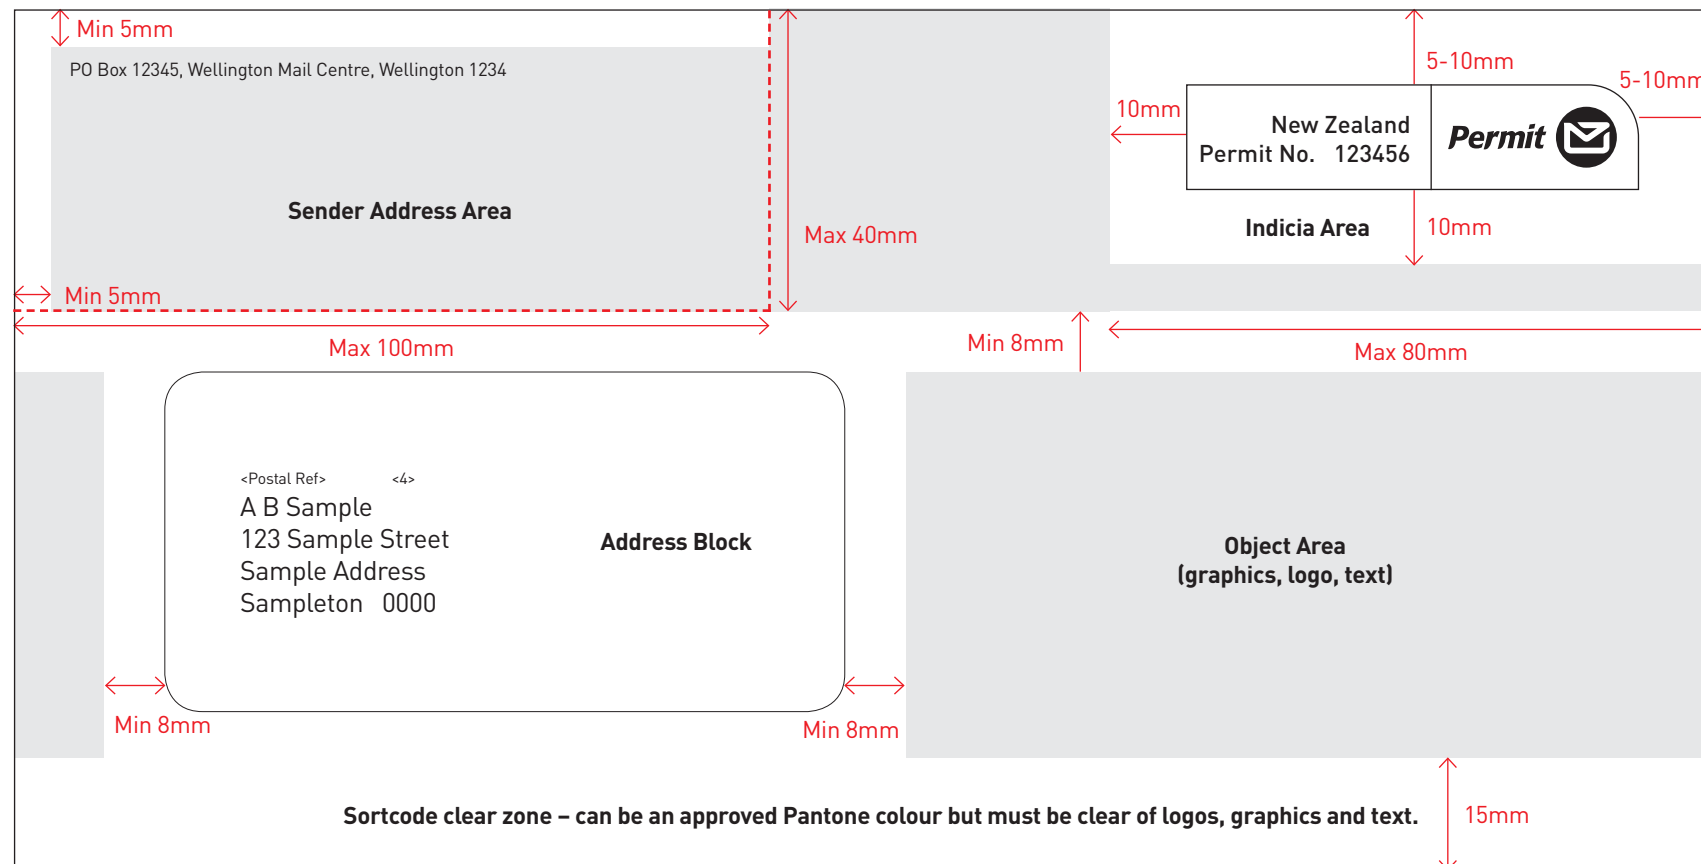 Min 5mm
PO Box 12345, Wellington Mail Centre, Wellington 1234
Sender Address Area
Min 5mm
Max 100mm
Max 40mm
5-10mm
5-10mm
10mm
New Zealand
Permit No. 123456
Permit
Indicia Area
10mm
Min 8mm
Max 80mm
<Postal Ref> <4>
A B Sample
123 Sample Street
Sample Address
Sampleton 0000
Address Block
Object Area
(graphics, logo, text)
Min 8mm
Min 8mm
Sortcode clear zone – can be an approved Pantone colour but must be clear of logos, graphics and text.
15mm